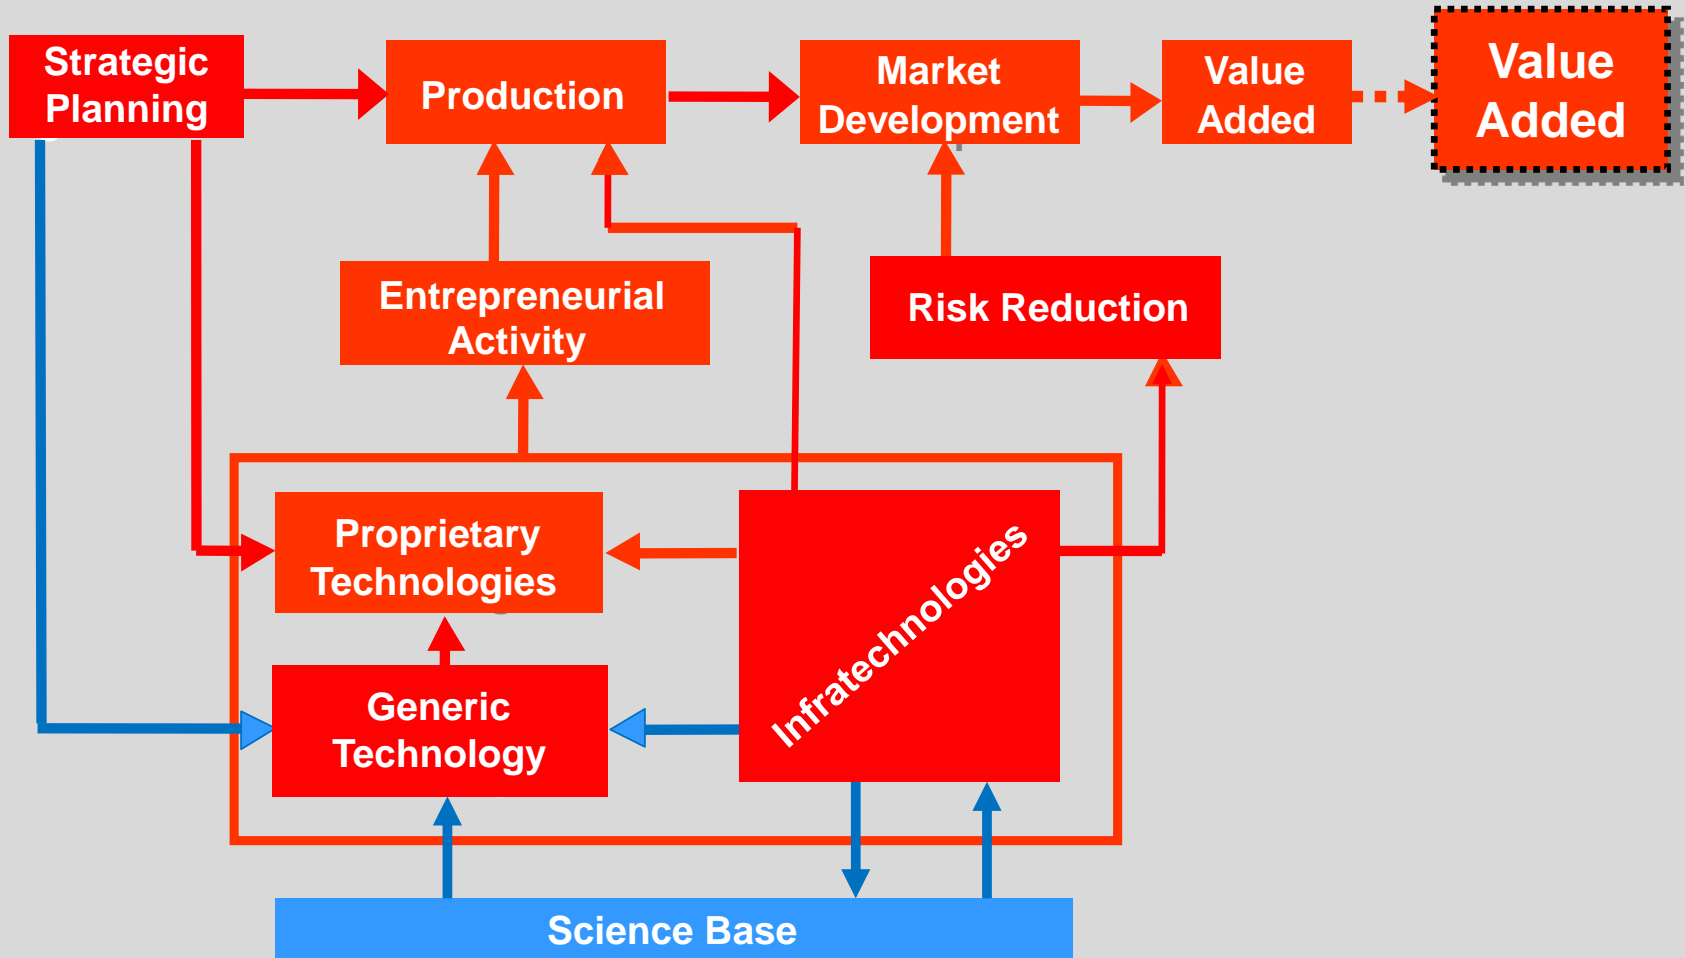 Strategic
Planning
Production
Market
Development
Value
Added
Value
Added
Entrepreneurial
Activity
Risk Reduction
Proprietary
Technologies
Infratechnologies
Generic
Technology
Science Base